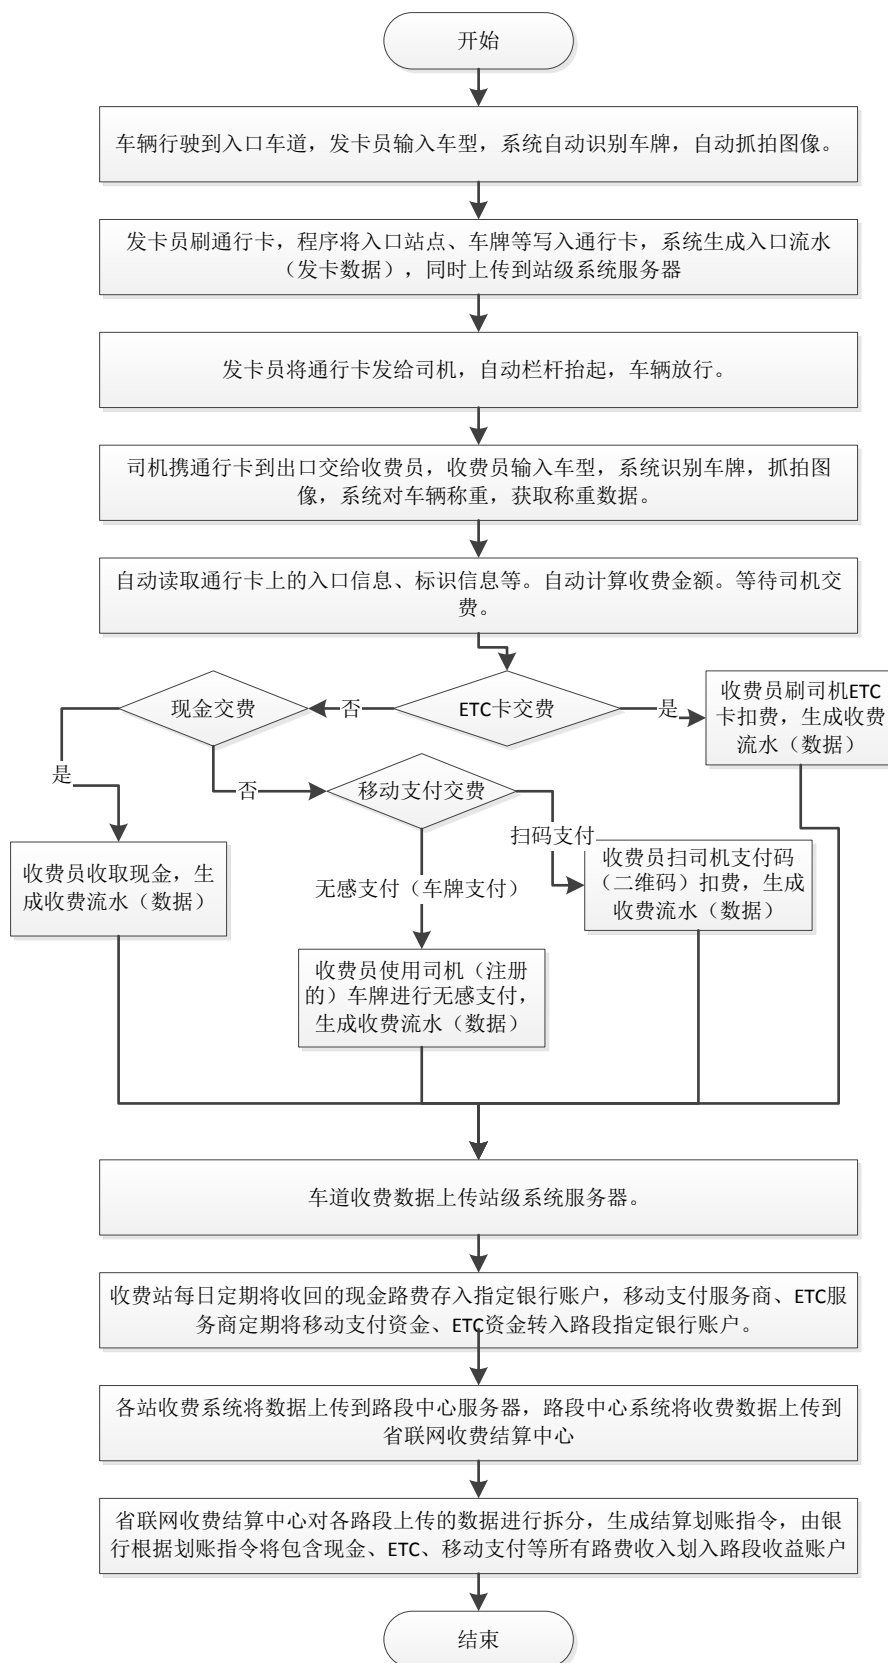 开始
车辆行驶到入口车道，发卡员输入车型，系统自动识别车牌，自动抓拍图像。
发卡员刷通行卡，程序将入口站点、车牌等写入通行卡，系统生成入口流水
（发卡数据），同时上传到站级系统服务器
发卡员将通行卡发给司机，自动栏杆抬起，车辆放行。
司机携通行卡到出口交给收费员，收费员输入车型，系统识别车牌，抓拍图
像，系统对车辆称重，获取称重数据。
自动读取通行卡上的入口信息、标识信息等。自动计算收费金额。等待司机交
费。
现金交费
否
ETC卡交费
是
收费员刷司机ETC
卡扣费，生成收费
流水（数据）
是
否
移动支付交费
扫码支付
收费员收取现金，生
成收费流水（数据）
无感支付（车牌支付）
收费员扫司机支付码
（二维码）扣费，生成
收费流水（数据）
收费员使用司机（注册
的）车牌进行无感支付，
生成收费流水（数据）
车道收费数据上传站级系统服务器。
收费站每日定期将收回的现金路费存入指定银行账户，移动支付服务商、ETC服
务商定期将移动支付资金、ETC资金转入路段指定银行账户。
各站收费系统将数据上传到路段中心服务器，路段中心系统将收费数据上传到
省联网收费结算中心
省联网收费结算中心对各路段上传的数据进行拆分，生成结算划账指令，由银
行根据划账指令将包含现金、ETC、移动支付等所有路费收入划入路段收益账户
结束